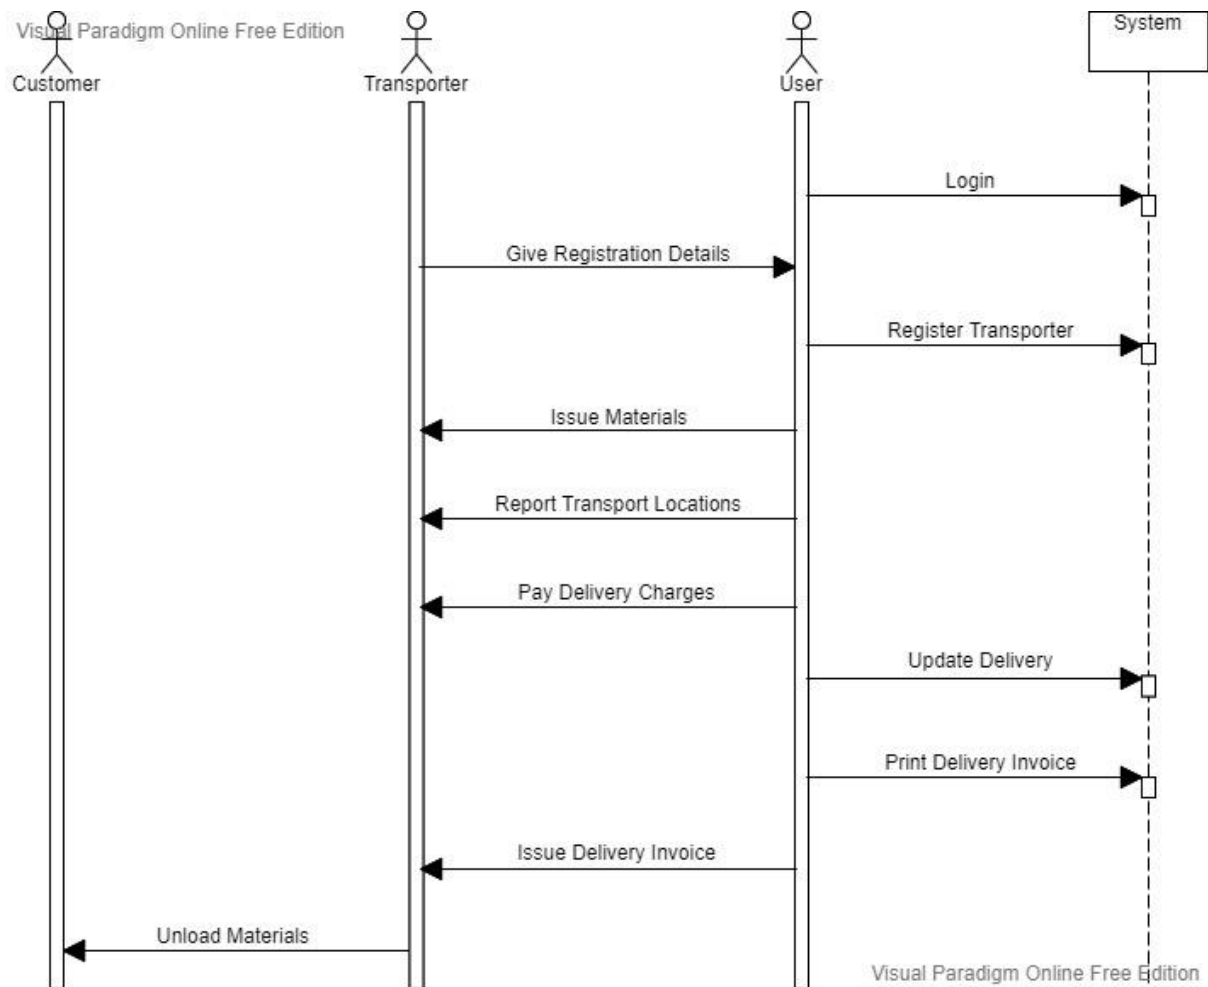 Visual Paradigm Online Free Edition
Customer
Transporter
User
System
Login
Give Registration Details
Register Transporter
Issue Materials
Report Transport Locations
Pay Delivery Charges
Update Delivery
Print Delivery Invoice
Issue Delivery Invoice
Unload Materials
Visual Paradigm Online Free Edition